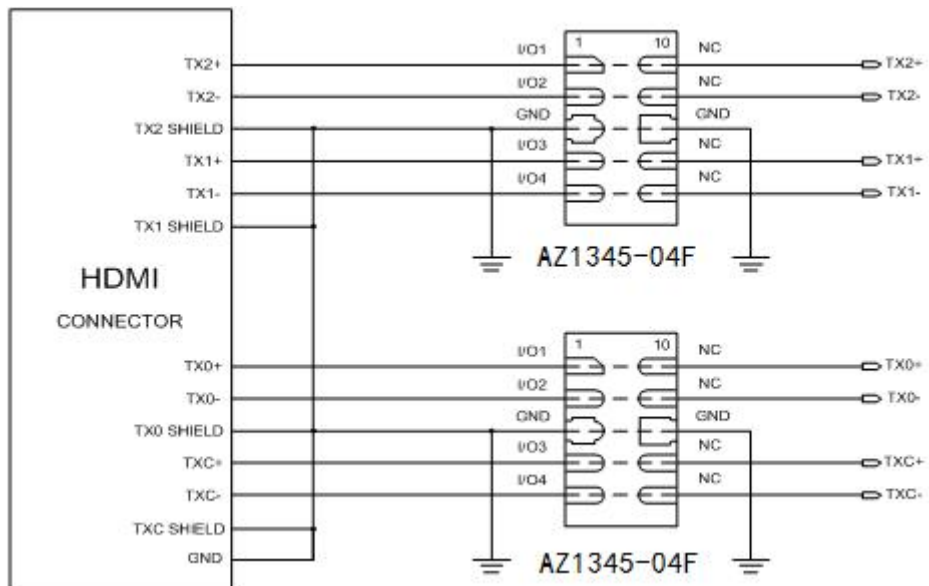 I/O1 1 10 NC
TX2+ TX2+
I/O2 NC
TX2- TX2-
GND GND
TX2 SHIELD
I/O3 NC
TX1+ TX1+
I/O4 NC
TX1- TX1-
TX1 SHIELD
AZ1345-04F
HDMI
CONNECTOR
I/O1 1 10 NC
TX0+ TX0+
I/O2 NC
TX0- TX0-
GND GND
TX0 SHIELD
I/O3 NC
TXC+ TXC+
I/O4 NC
TXC- TXC-
TXC SHIELD
GND
AZ1345-04F